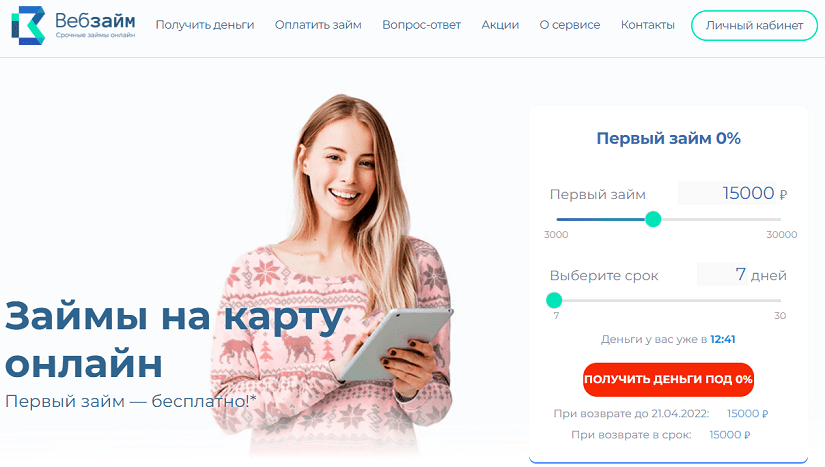 Вебзайм
Срочные займы онлайн
Получить деньги
Оплатить займ
Вопрос-ответ
Акции
О сервисе
Контакты
Личный кабинет
Займы на карту
онлайн
Первый займ — бесплатно!*
Первый займ 0%
Первый займ 15000 ₽
3000 30000
Выберите срок 7 дней
7 30
Деньги у вас уже в 12:41
ПОЛУЧИТЬ ДЕНЬГИ ПОД 0%
При возврате до 21.04.2022: 15000 ₽
При возврате в срок: 15000 ₽